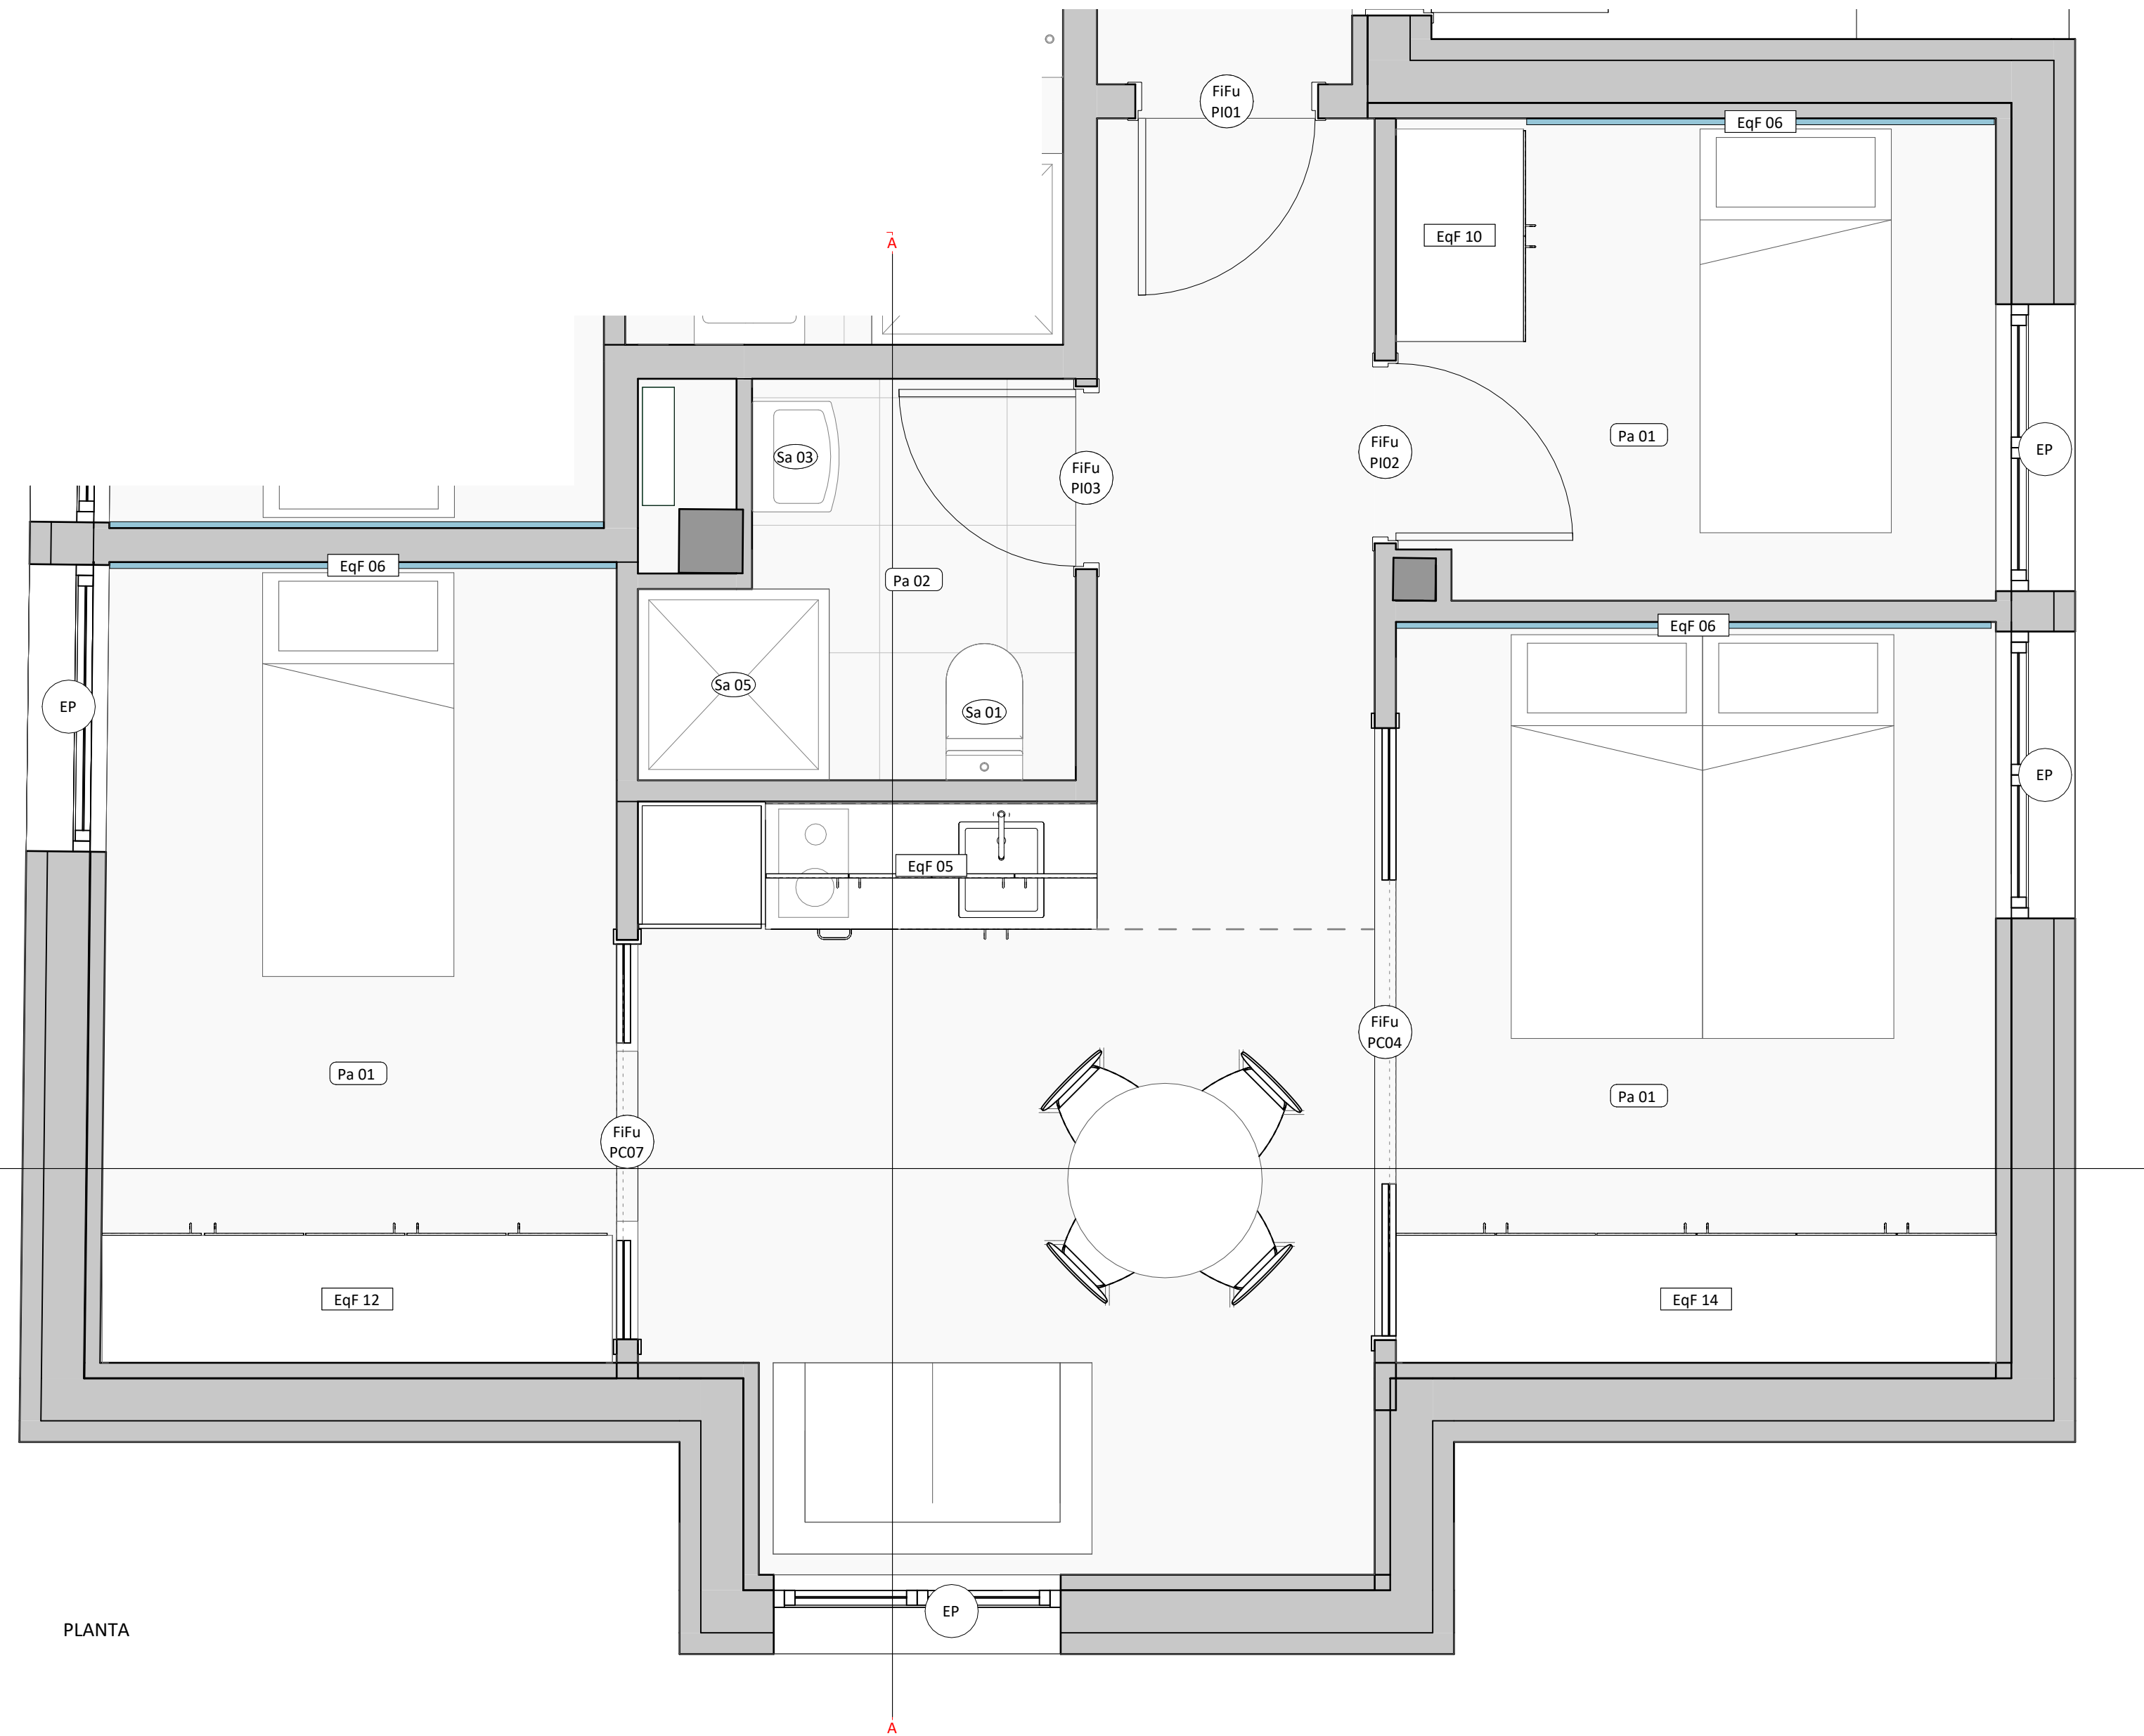 FiFu
PI01
EqF 06
EqF 10
A
Pa 01
FiFu
PI02
EP
Sa 03
FiFu
PI03
EqF 06
Pa 02
EqF 06
Sa 05
EP
Sa 01
EP
EqF 05
FiFu
PC04
Pa 01
Pa 01
FiFu
PC07
EqF 12
EqF 14
EP
PLANTA
A